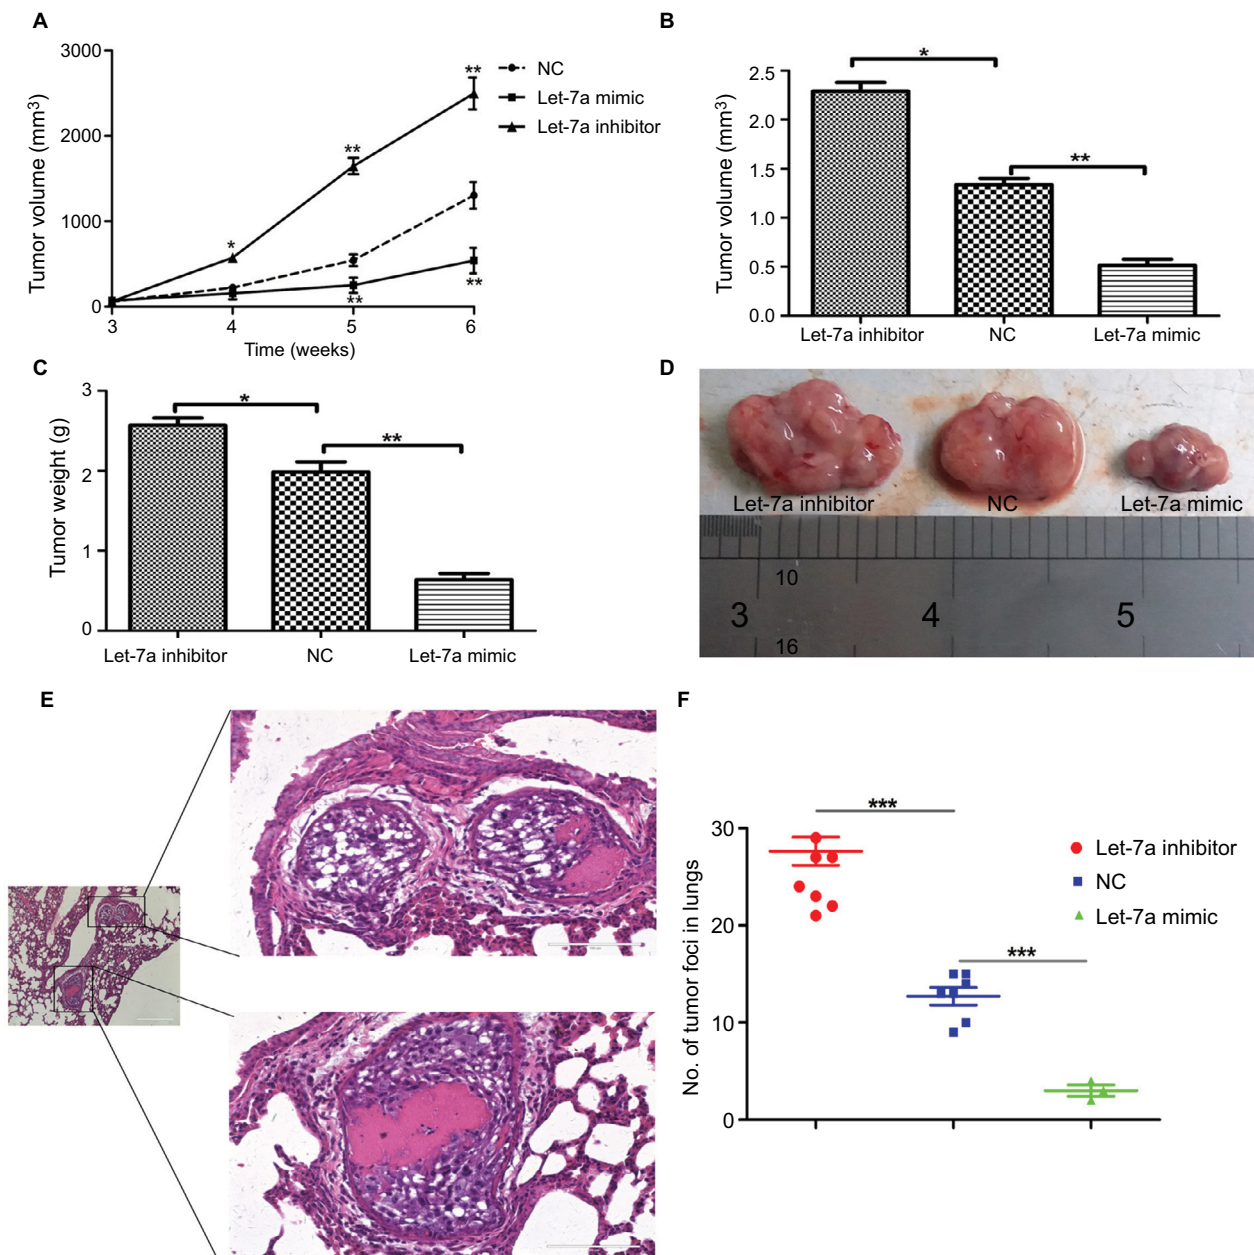 A
Tumor volume (mm³)
3000
2000
1000
0
3
4
5
6
Time (weeks)
*
**
**
**
**
NC
Let-7a mimic
Let-7a inhibitor
B
Tumor volume (mm³)
2.5
2.0
1.5
1.0
0.5
0.0
*
**
Let-7a inhibitor
NC
Let-7a mimic
C
Tumor weight (g)
3
2
1
0
*
**
Let-7a inhibitor
NC
Let-7a mimic
D
Let-7a inhibitor
NC
Let-7a mimic
10
3
4
5
16
E
F
No. of tumor foci in lungs
30
20
10
0
***
***
Let-7a inhibitor
NC
Let-7a mimic